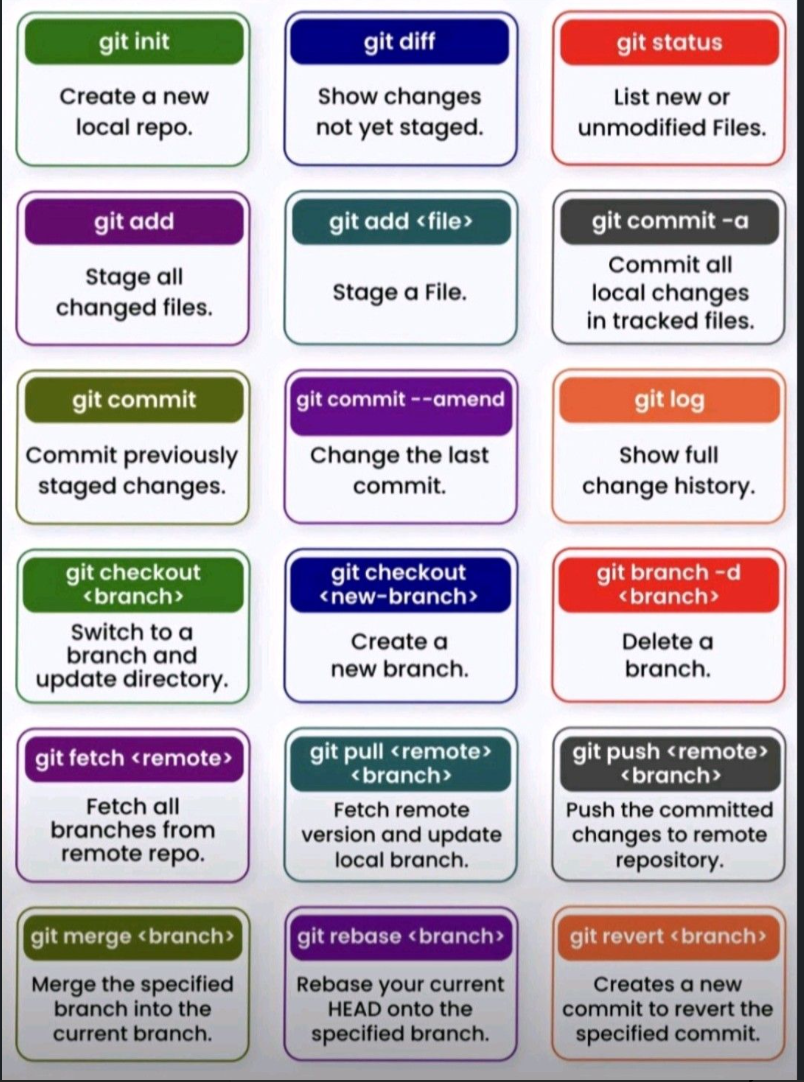 git init
Create a new
local repo.
git diff
Show changes
not yet staged.
git status
List new or
unmodified Files.
git add
Stage all
changed files.
git add <file>
Stage a File.
git commit -a
Commit all
local changes
in tracked files.
git commit
Commit previously
staged changes.
git commit --amend
Change the last
commit.
git log
Show full
change history.
git checkout
<branch>
Switch to a
branch and
update directory.
git checkout
<new-branch>
Create a
new branch.
git branch -d
<branch>
Delete a
branch.
git fetch <remote>
Fetch all
branches from
remote repo.
git pull <remote>
<branch>
Fetch remote
version and update
local branch.
git push <remote>
<branch>
Push the committed
changes to remote
repository.
git merge <branch>
Merge the specified
branch into the
current branch.
git rebase <branch>
Rebase your current
HEAD onto the
specified branch.
git revert <branch>
Creates a new
commit to revert the
specified commit.